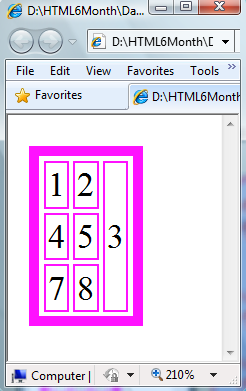 D:\HTML6Month\Da...
D:\HTML6Month\D
File Edit View Favorites Tools »
Favorites D:\HTML6Month
1 2
4 5 3
7 8
Computer | 210%